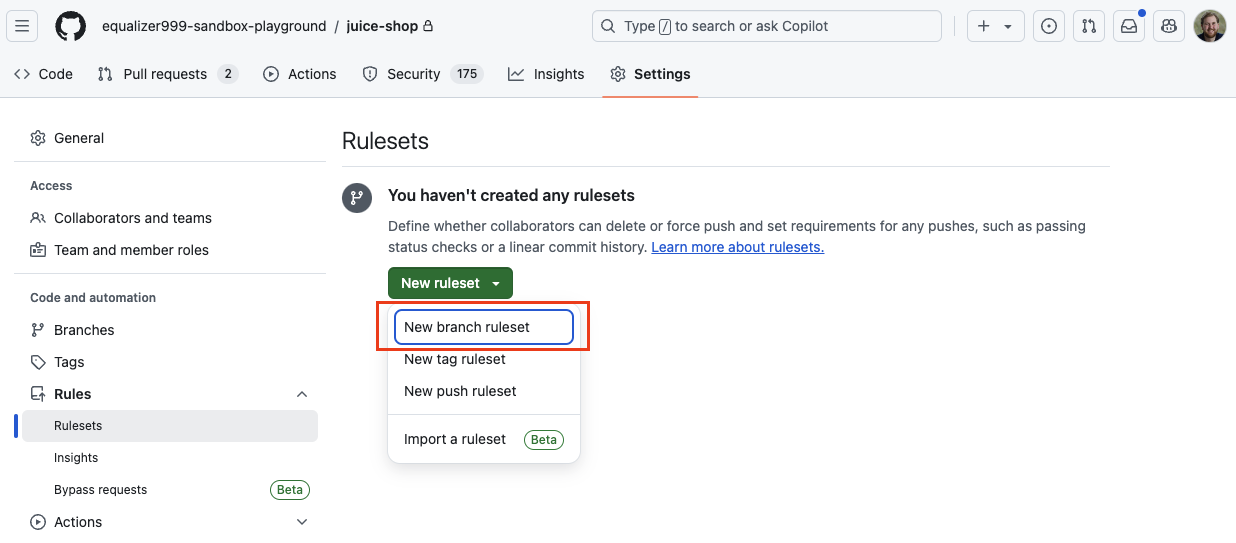 equalizer999-sandbox-playground / juice-shop
Type / to search or ask Copilot
Code
Pull requests 2
Actions
Security 175
Insights
Settings
General
Access
Collaborators and teams
Team and member roles
Code and automation
Branches
Tags
Rules
Rulesets
Insights
Bypass requests Beta
Actions
Rulesets
You haven't created any rulesets
Define whether collaborators can delete or force push and set requirements for any pushes, such as passing
status checks or a linear commit history. Learn more about rulesets.
New ruleset
New branch ruleset
New tag ruleset
New push ruleset
Import a ruleset Beta